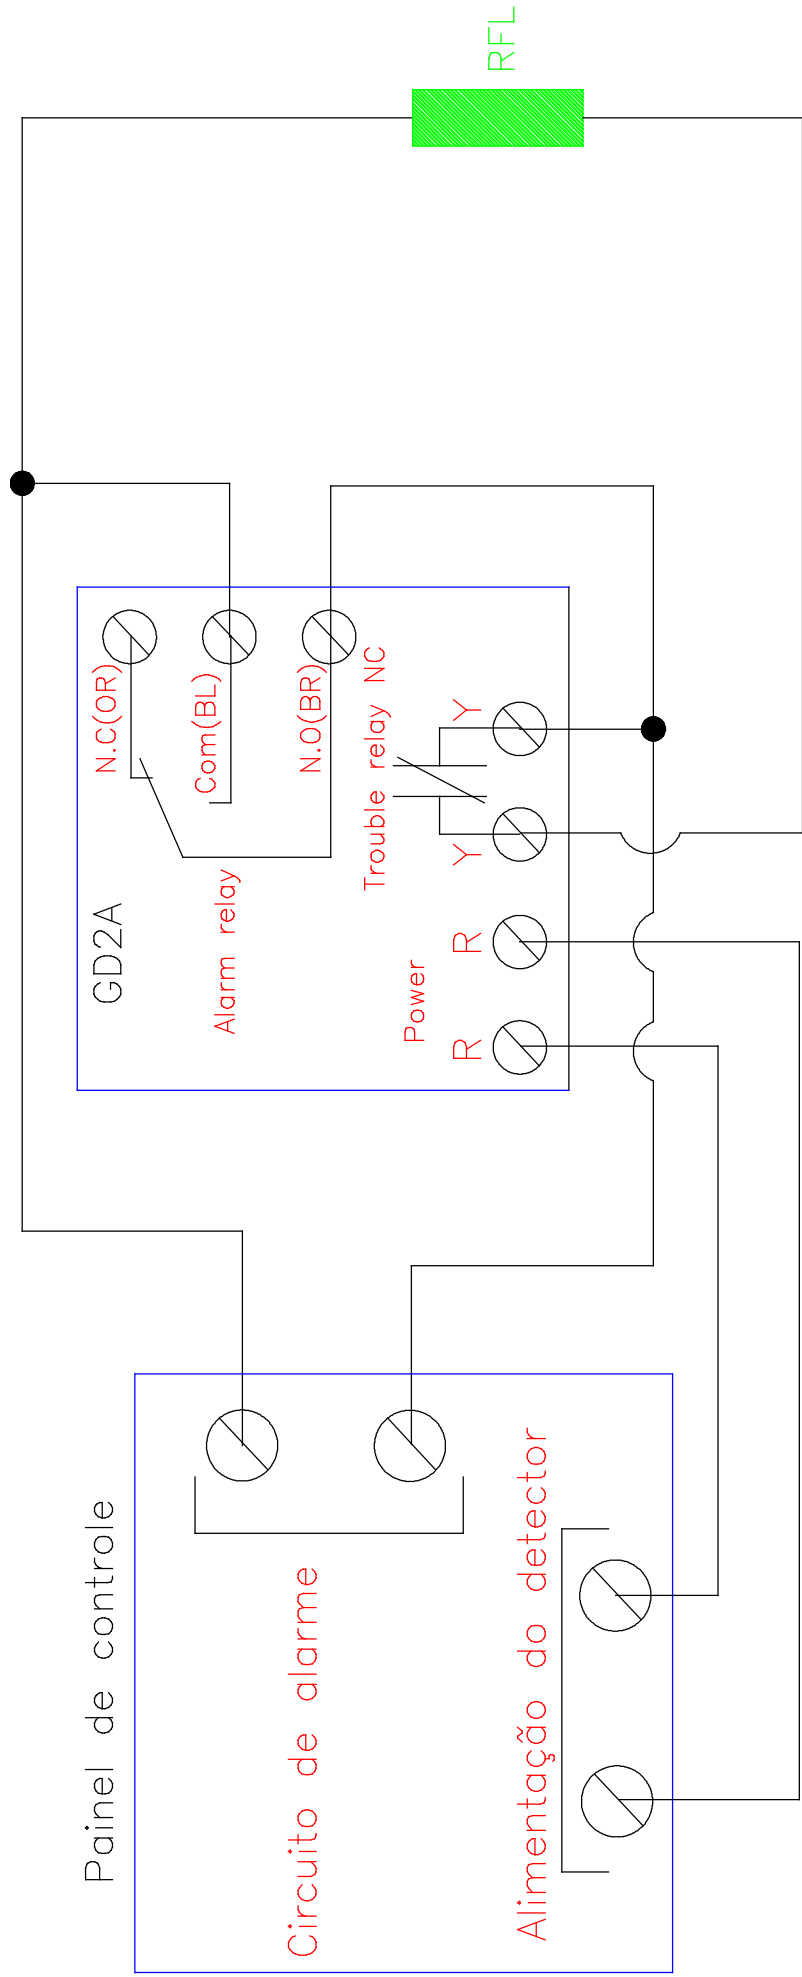 Painel de controle
Circuito de alarme
Alimentação do detector
GD2A
N.C(OR)
Com(BL)
N.O(BR)
Alarm relay
Trouble relay NC
Power
R
R
Y
Y
RFL